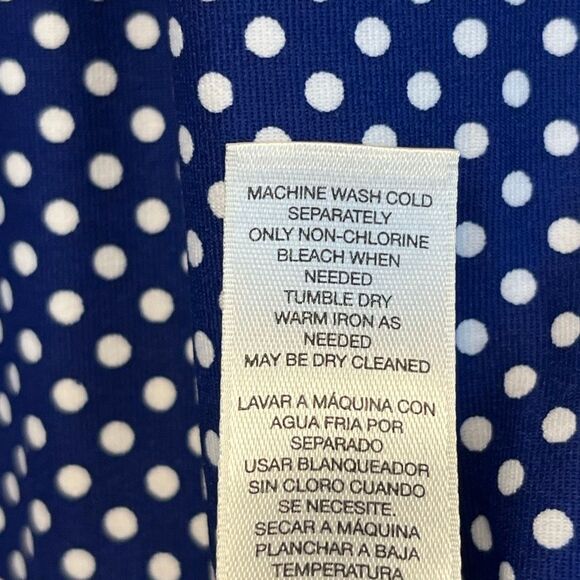 MACHINE WASH COLD
SEPARATELY
ONLY NON-CHLORINE
BLEACH WHEN
NEEDED
TUMBLE DRY
WARM IRON AS
NEEDED
MAY BE DRY CLEANED
LAVAR A MÁQUINA CON
AGUA FRIA POR
SEPARADO
USAR BLANQUEADOR
SIN CLORO CUANDO
SE NECESITE.
SECAR A MÁQUINA
PLANCHAR A BAJA
TEMPERATURA